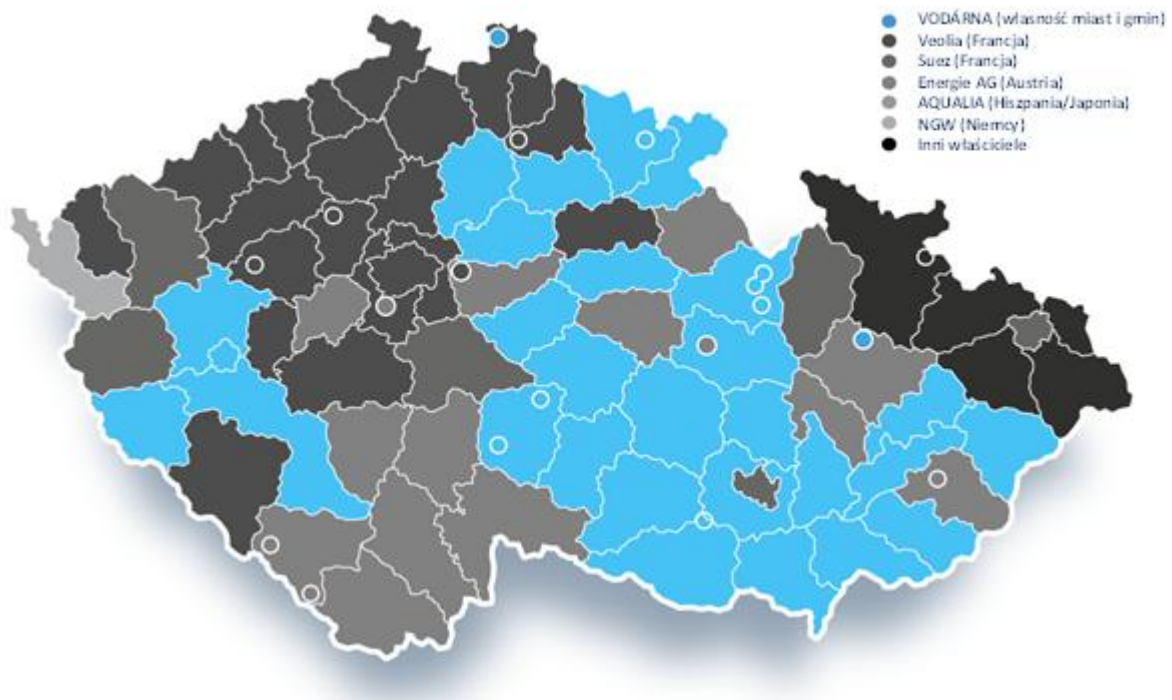 VODÁRNA (własność miast i gmin)
Veolia (Francja)
Suez (Francja)
Energie AG (Austria)
AQUALIA (Hiszpania/Japonia)
NGW (Niemcy)
Inni właściciele